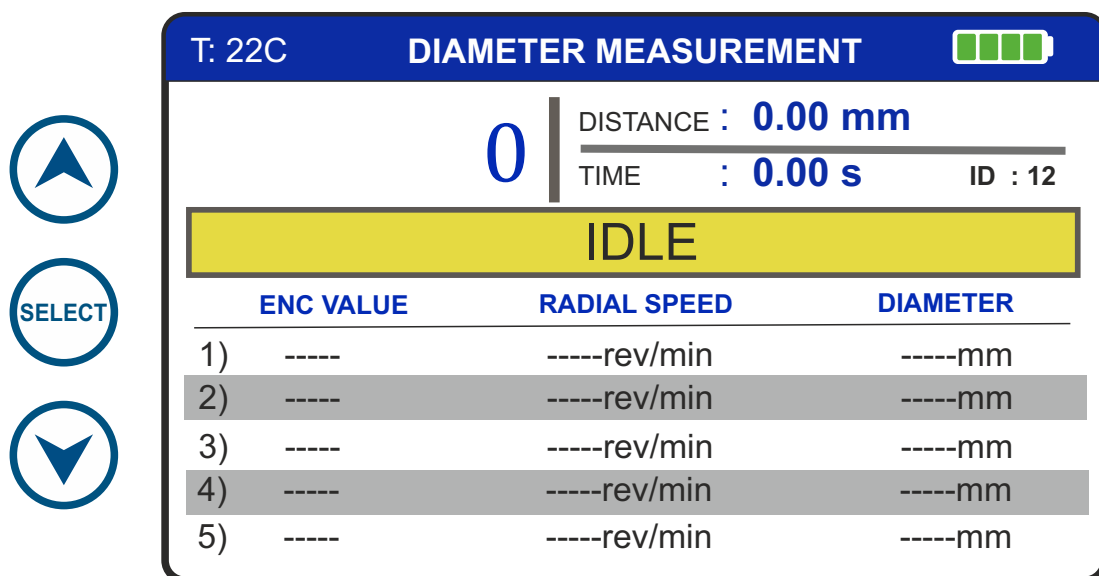 T: 22C DIAMETER MEASUREMENT
0 DISTANCE : 0.00 mm
TIME : 0.00 s ID : 12
IDLE
SELECT
ENC VALUE RADIAL SPEED DIAMETER
1) ----- -----rev/min -----mm
2) ----- -----rev/min -----mm
3) ----- -----rev/min -----mm
4) ----- -----rev/min -----mm
5) ----- -----rev/min -----mm